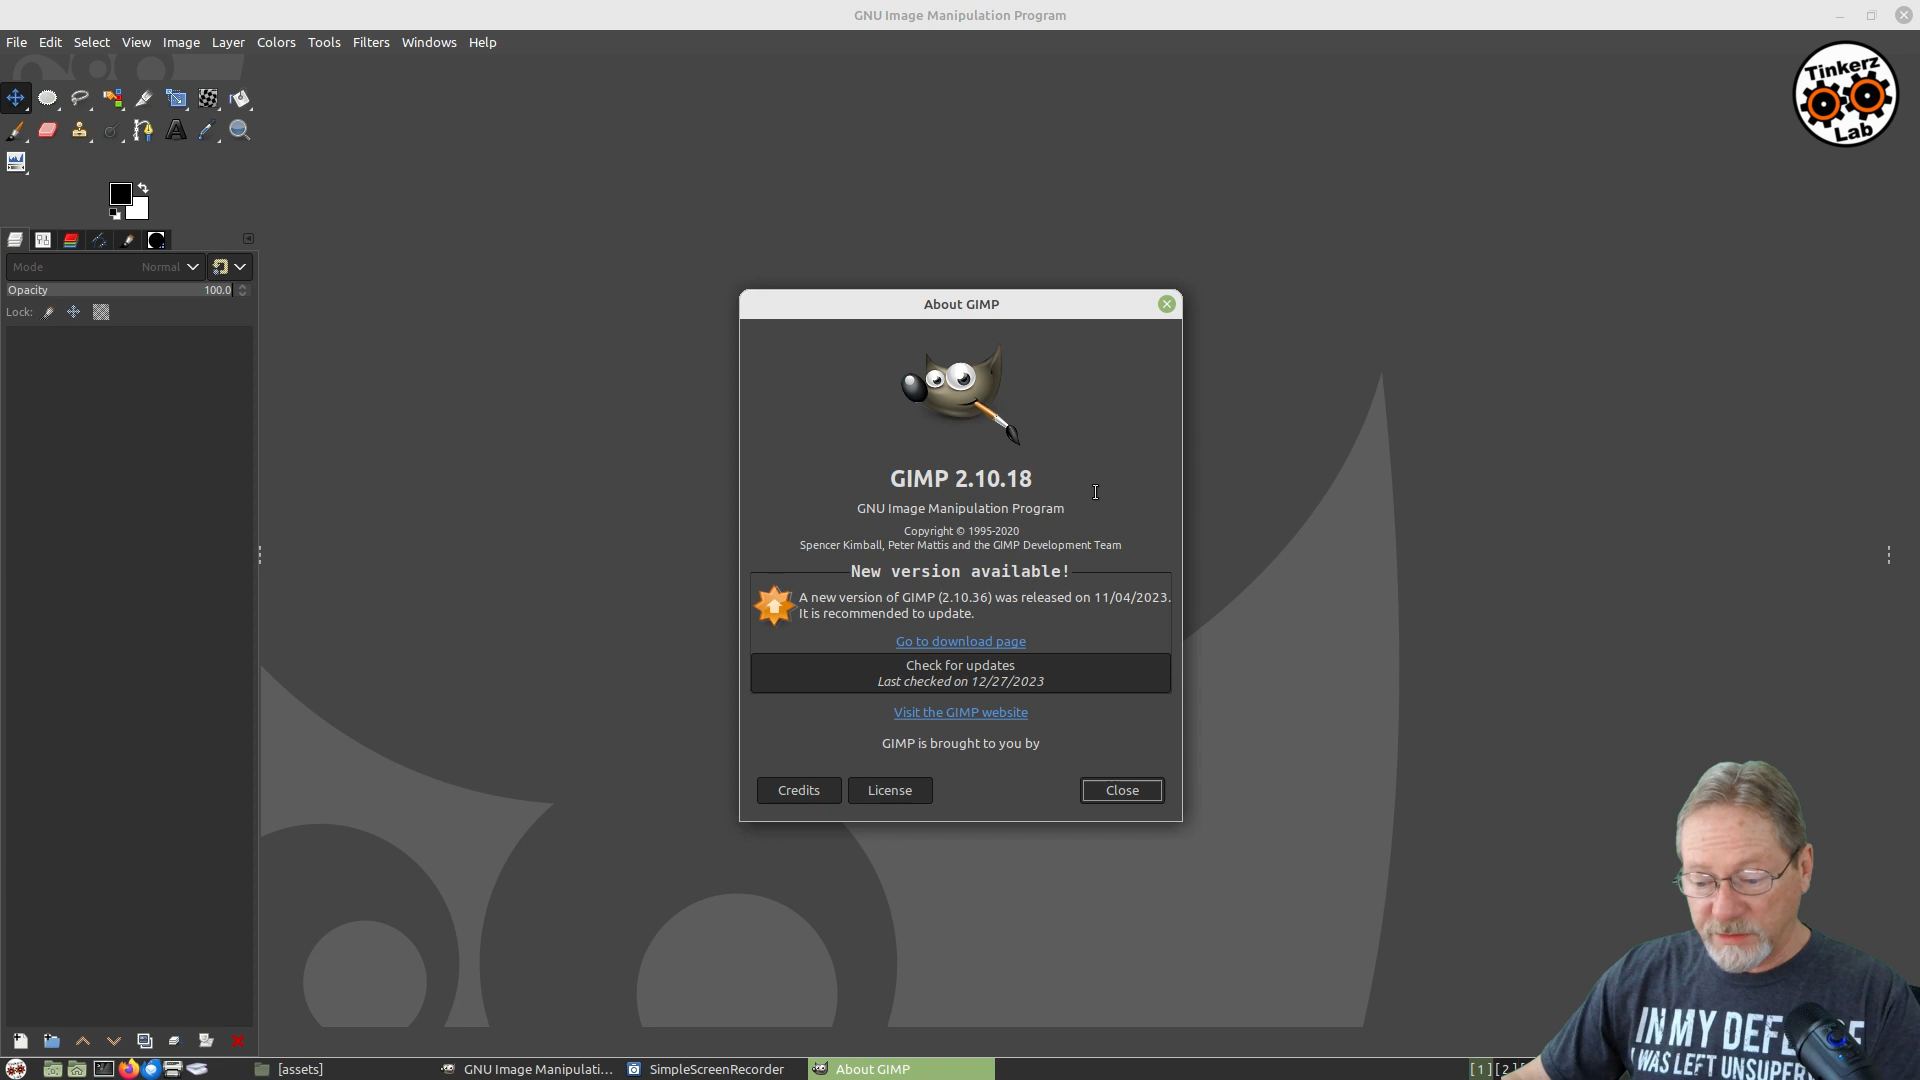 GNU Image Manipulation Program
File Edit Select View Image Layer Colors Tools Filters Windows Help
Tinkerz
Lab
Mode Normal
Opacity 100.0
Lock:
About GIMP
GIMP 2.10.18
GNU Image Manipulation Program
Copyright © 1995-2020
Spencer Kimball, Peter Mattis and the GIMP Development Team
New version available!
A new version of GIMP (2.10.36) was released on 11/04/2023.
It is recommended to update.
Go to download page
Check for updates
Last checked on 12/27/2023
Visit the GIMP website
GIMP is brought to you by
Credits License Close
IN MY DEF
I WAS LEFT UNSUPERV
[assets] GNU Image Manipulati... SimpleScreenRecorder About GIMP [1] [2]